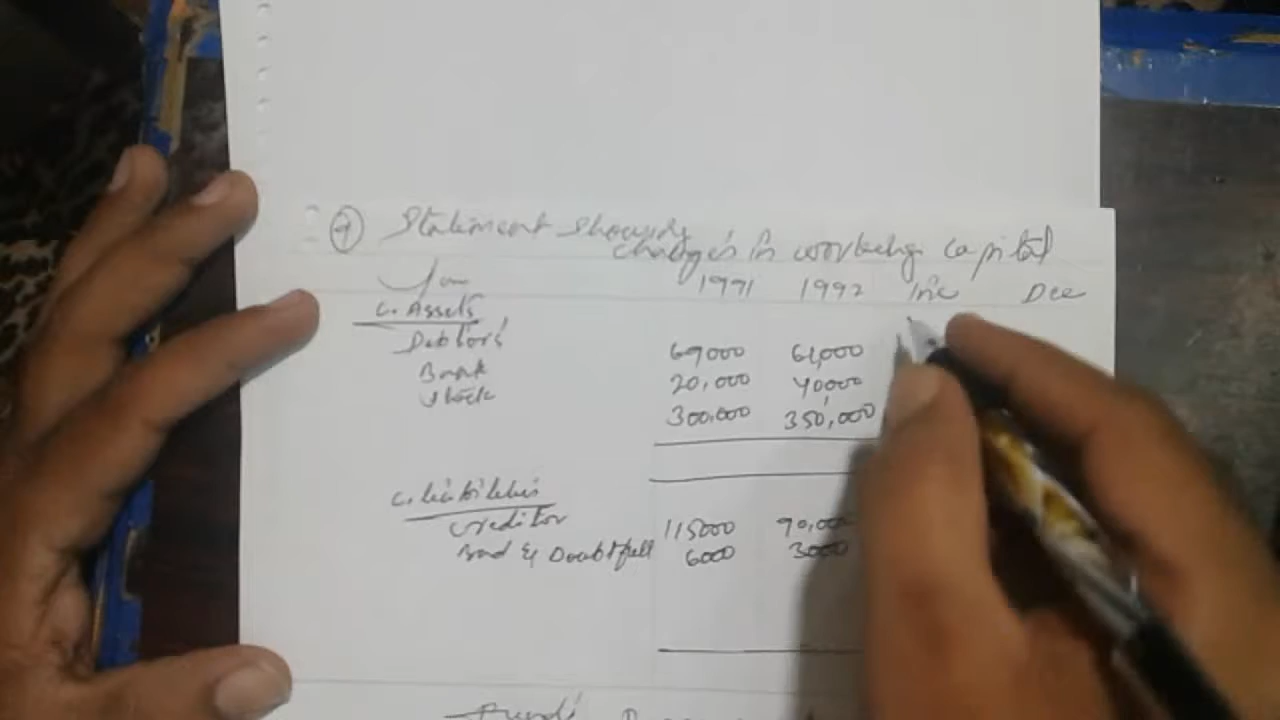 Statement showing
changes in working capital
1991 1992 Inc Dec
C. Assets
Debtors 69000 61,000
Bank 20,000 40000
Stock 300,000 350,000
C. liabilities
Creditor 115000 90,000
Bad & Doubtfull 6000 3000